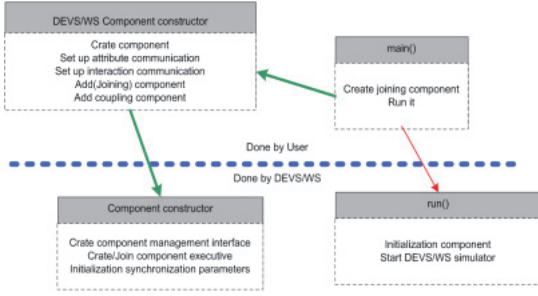 DEVS/WS Component constructor
Crate component
Set up attribute communication
Set up interaction communication
Add(Joining) component
Add coupling component
main()
Create joining component
Run it
Done by User
Done by DEVS/WS
Component constructor
Crate component management interface
Crate/Join component executive
Initialization synchronization parameters
run()
Initialization component
Start DEVS/WS simulator